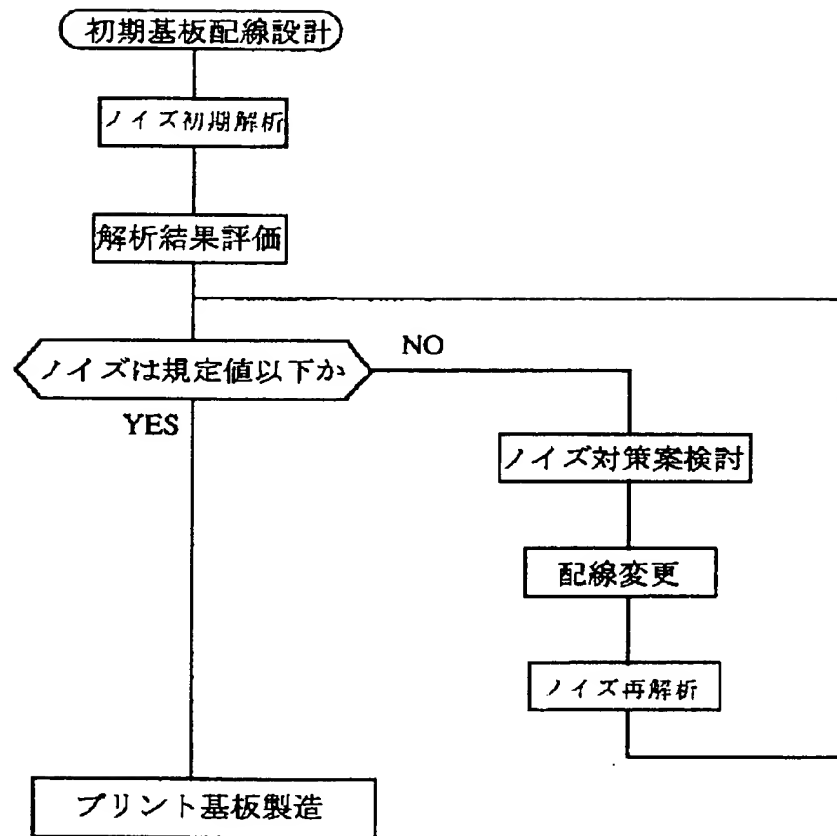 初期基板配線設計
ノイズ初期解析
解析結果評価
ノイズは規定値以下か
NO
YES
ノイズ対策案検討
配線変更
ノイズ再解析
プリント基板製造